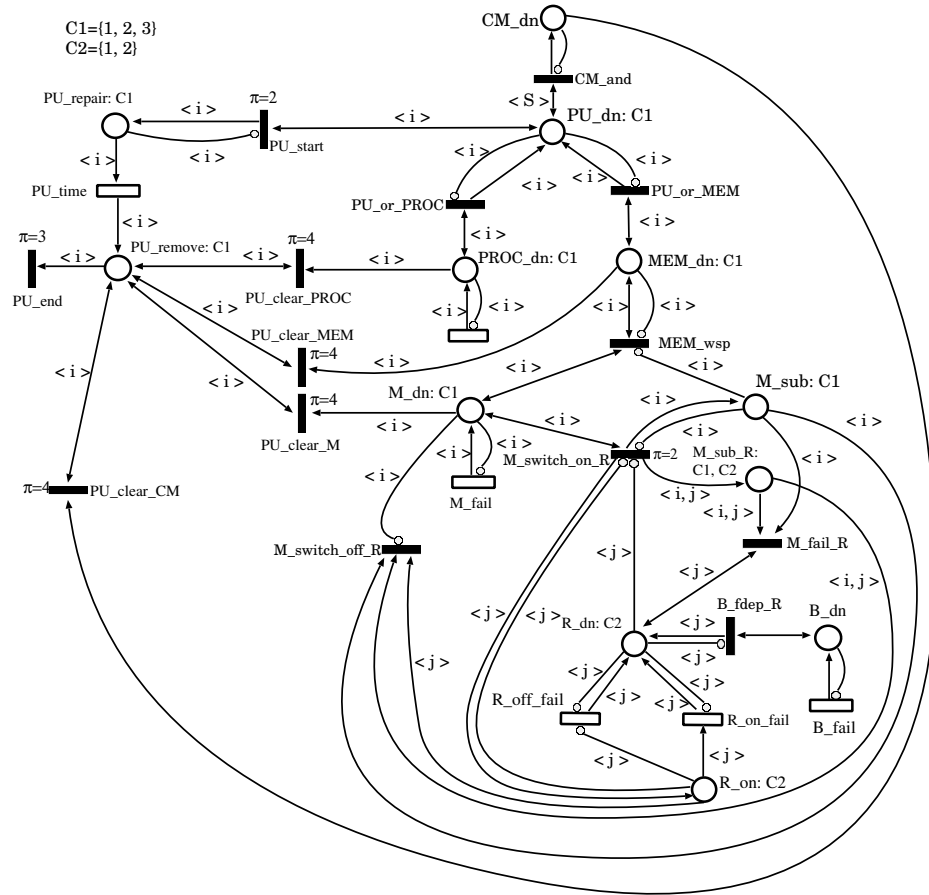 C1={1, 2, 3}
C2={1, 2}
CM_dn
CM_and
< S >
PU_repair: C1
< i >
π=2
< i >
PU_dn: C1
PU_start
< i >
< i >
< i >
< i >
< i >
PU_time
PU_or_PROC
PU_or_MEM
< i >
π=3
PU_remove: C1
< i >
π=4
< i >
< i >
< i >
PROC_dn: C1
MEM_dn: C1
PU_end
PU_clear_PROC
< i >
< i >
< i >
< i >
PU_clear_MEM
MEM_wsp
< i >
π=4
< i >
< i >
< i >
M_dn: C1
M_sub: C1
< i >
π=4
< i >
< i >
< i >
< i >
< i >
PU_clear_M
< i >
< i >
M_switch_on_R
π=2
M_sub_R:
C1, C2
< i >
< i >
π=4
PU_clear_CM
M_fail
< i, j >
< i, j >
M_switch_off_R
M_fail_R
< j >
< j >
< i, j >
B_fdep_R
B_dn
< j >
< j >
R_dn: C2
< j >
< j >
< j >
R_off_fail
< j >
< j >
< j >
< j >
R_on_fail
B_fail
< j >
< j >
R_on: C2